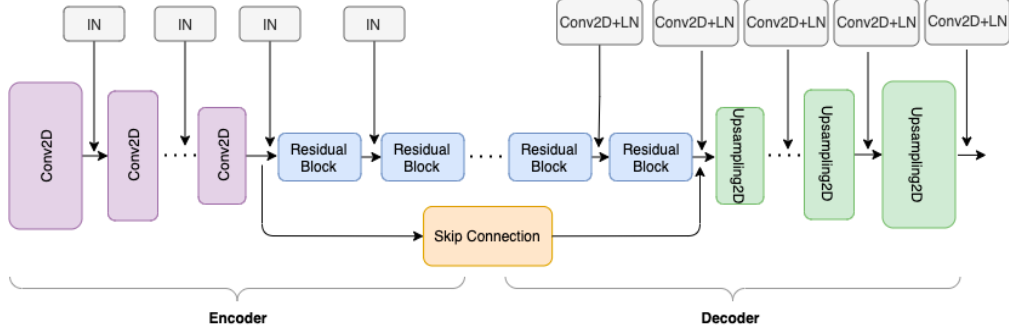 IN
IN
IN
IN
Conv2D+LN
Conv2D+LN
Conv2D+LN
Conv2D+LN
Conv2D+LN
Conv2D
Conv2D
Conv2D
Residual
Block
Residual
Block
Residual
Block
Residual
Block
Upsampling2D
Upsampling2D
Upsampling2D
Skip Connection
Encoder
Decoder